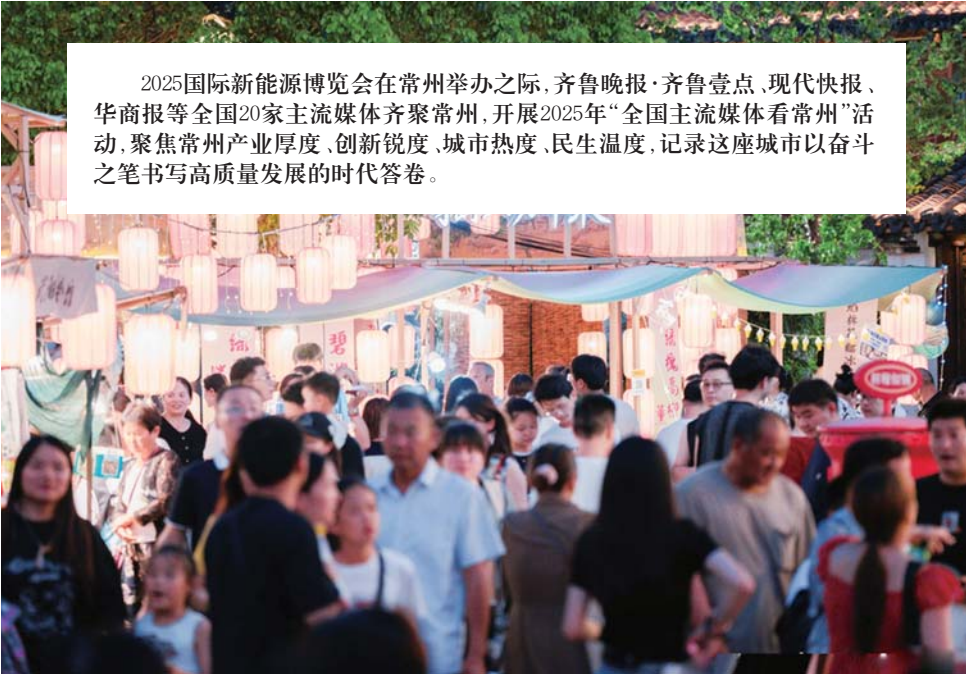 2025国际新能源博览会在常州举办之际，齐鲁晚报·齐鲁壹点、现代快报、
华商报等全国20家主流媒体齐聚常州，开展2025年“全国主流媒体看常州”活
动，聚焦常州产业厚度、创新锐度、城市热度、民生温度，记录这座城市以奋斗
之笔书写高质量发展的时代答卷。
碧